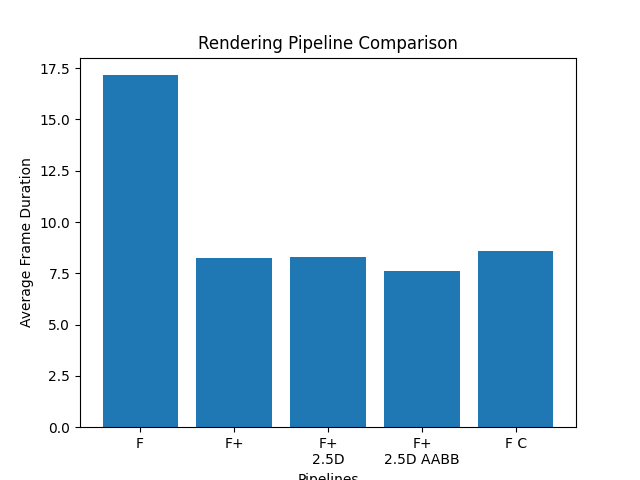 Rendering Pipeline Comparison
Average Frame Duration
17.5
15.0
12.5
10.0
7.5
5.0
2.5
0.0
F
F+
F+
2.5D
F+
2.5D AABB
F C
Pipelines